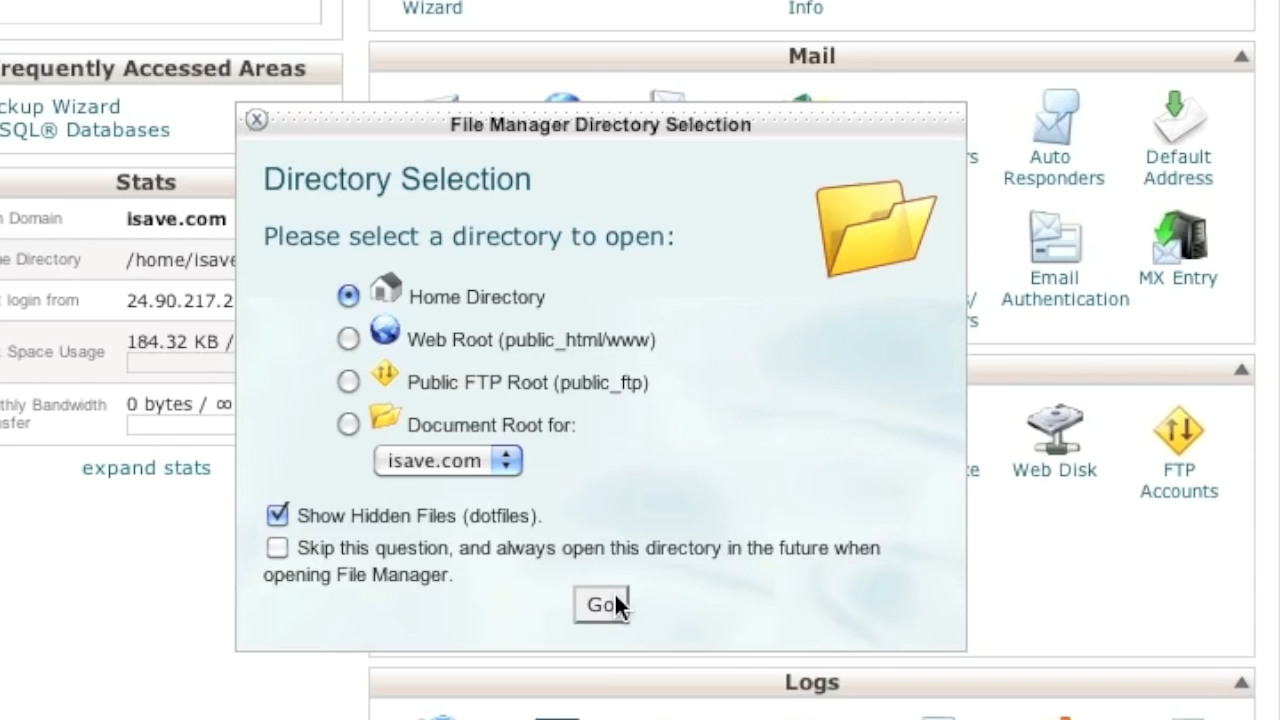 Wizard
Info
Mail
requently Accessed Areas
ckup Wizard
SQL® Databases
File Manager Directory Selection
Directory Selection
Please select a directory to open:
Home Directory
Web Root (public_html/www)
Public FTP Root (public_ftp)
Document Root for:
isave.com
Show Hidden Files (dotfiles).
Skip this question, and always open this directory in the future when
opening File Manager.
Go
Stats
Domain
isave.com
e Directory
/home/isave
login from
24.90.217.2
Space Usage
184.32 KB /
thly Bandwidth
sfer
0 bytes / ∞
expand stats
Auto
Responders
Default
Address
Email
Authentication
MX Entry
Web Disk
FTP
Accounts
Logs